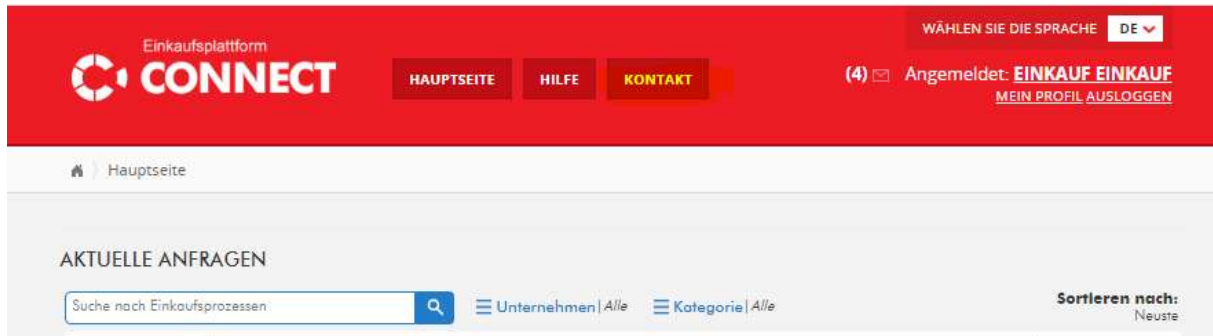 WÄHLEN SIE DIE SPRACHE DE
Einkaufsplattform
CONNECT
HAUPTSEITE HILFE KONTAKT
(4) Angemeldet: EINKAUF EINKAUF
MEIN PROFIL AUSLOGGEN
Hauptseite
AKTUELLE ANFRAGEN
Suche nach Einkaufsprozessen
Unternehmen| Alle Kategorie| Alle
Sortieren nach:
Neuste